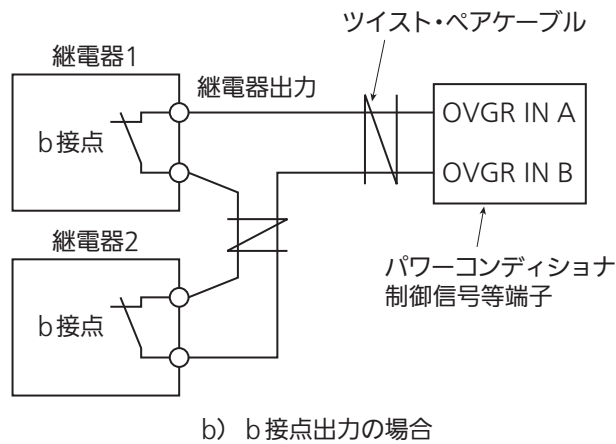 ツイスト・ペアケーブル
継電器1
継電器出力
b接点
OVGR IN A
OVGR IN B
継電器2
b接点
パワーコンディショナ
制御信号等端子
b） b接点出力の場合